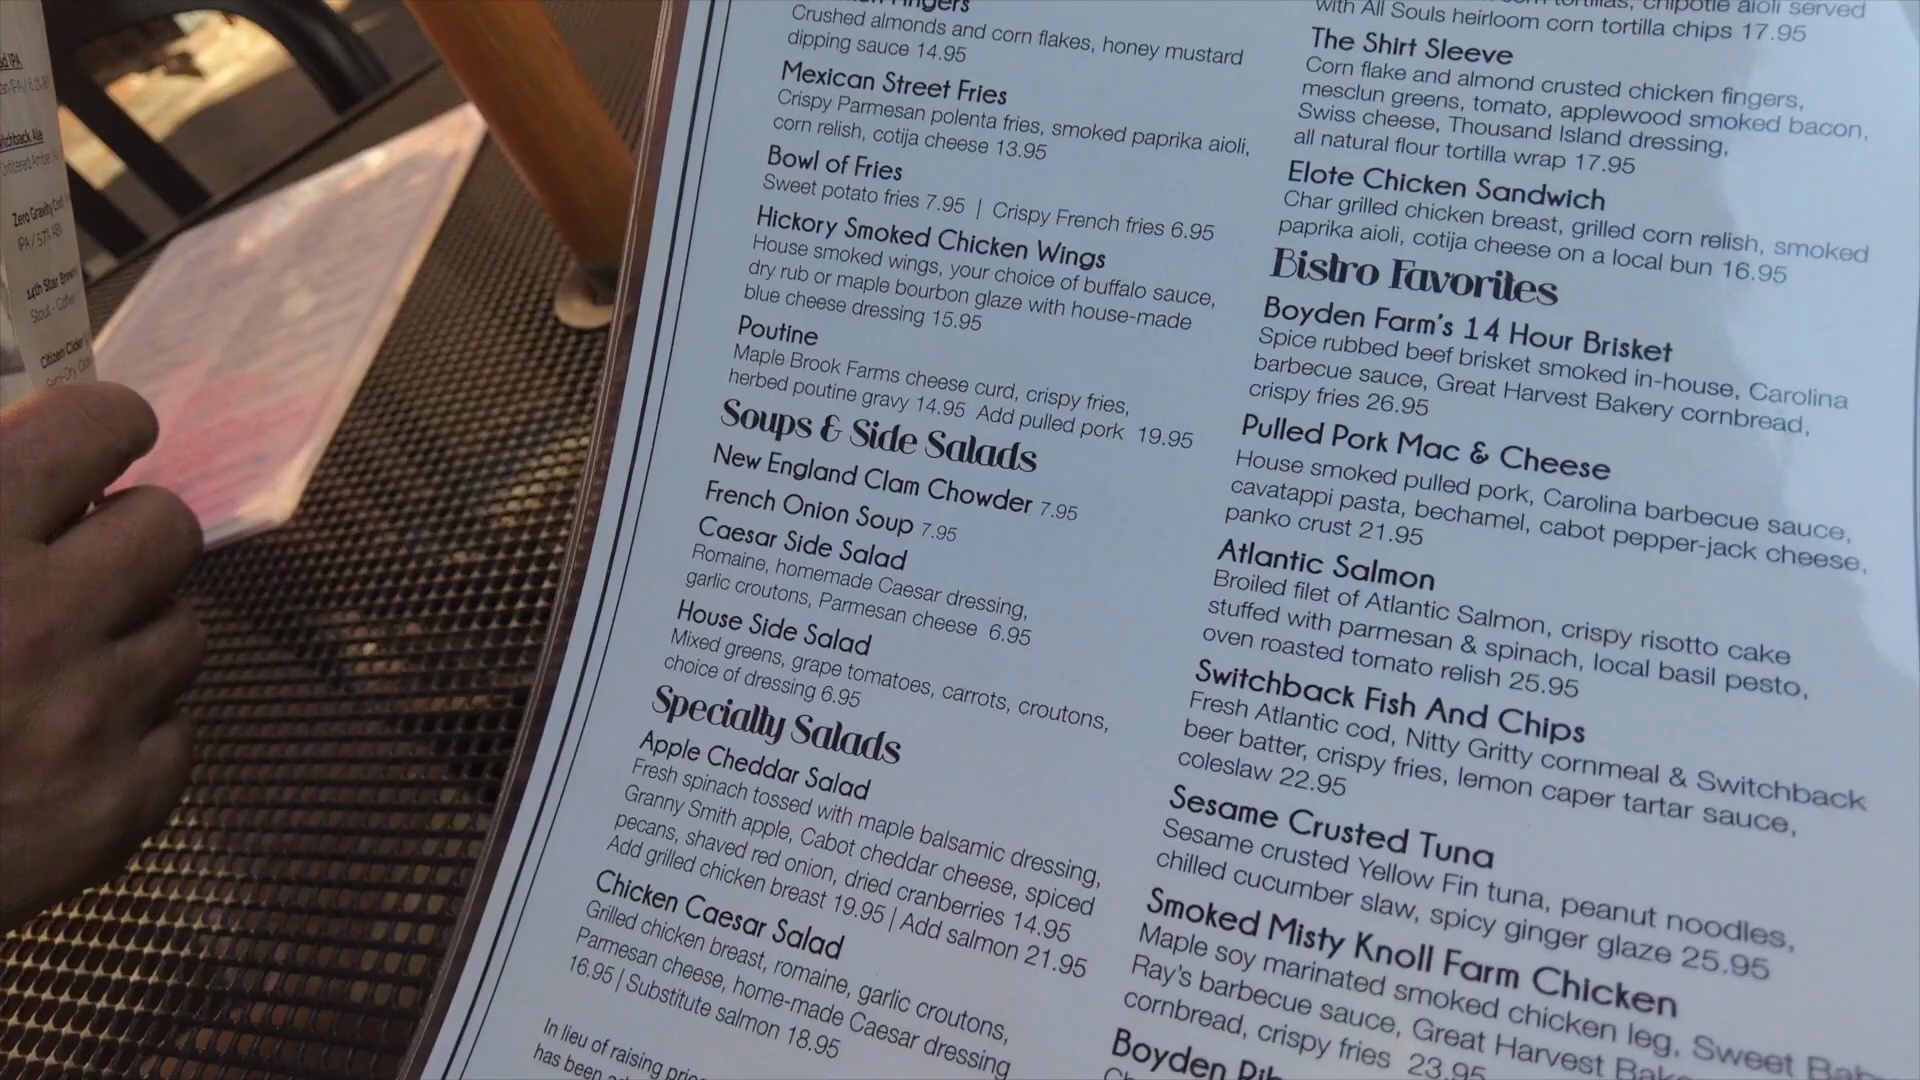 Crushed almonds and corn flakes, honey mustard
dipping sauce 14.95
Mexican Street Fries
Crispy Parmesan polenta fries, smoked paprika aioli,
corn relish, cotija cheese 13.95
Bowl of Fries
Sweet potato fries 7.95 | Crispy French fries 6.95
Hickory Smoked Chicken Wings
House smoked wings, your choice of buffalo sauce,
dry rub or maple bourbon glaze with house-made
blue cheese dressing 15.95
Poutine
Maple Brook Farms cheese curd, crispy fries,
herbed poutine gravy 14.95 Add pulled pork 19.95
Soups & Side Salads
New England Clam Chowder 7.95
French Onion Soup 7.95
Caesar Side Salad
Romaine, homemade Caesar dressing,
garlic croutons, Parmesan cheese 6.95
House Side Salad
Mixed greens, grape tomatoes, carrots, croutons,
choice of dressing 6.95
Specialty Salads
Apple Cheddar Salad
Fresh spinach tossed with maple balsamic dressing,
Granny Smith apple, Cabot cheddar cheese, spiced
pecans, shaved red onion, dried cranberries 14.95
Add grilled chicken breast 19.95 | Add salmon 21.95
Chicken Caesar Salad
Grilled chicken breast, romaine, garlic croutons,
Parmesan cheese, home-made Caesar dressing
16.95 | Substitute salmon 18.95
In lieu of raising
has been
chipotle aioli served
with All Souls heirloom corn tortilla chips 17.95
The Shirt Sleeve
Corn flake and almond crusted chicken fingers,
mesclun greens, tomato, applewood smoked bacon,
Swiss cheese, Thousand Island dressing,
all natural flour tortilla wrap 17.95
Elote Chicken Sandwich
Char grilled chicken breast, grilled corn relish, smoked
paprika aioli, cotija cheese on a local bun 16.95
Bistro Favorites
Boyden Farm's 14 Hour Brisket
Spice rubbed beef brisket smoked in-house, Carolina
barbecue sauce, Great Harvest Bakery cornbread,
crispy fries 26.95
Pulled Pork Mac & Cheese
House smoked pulled pork, Carolina barbecue sauce,
cavatappi pasta, bechamel, cabot pepper-jack cheese,
panko crust 21.95
Atlantic Salmon
Broiled filet of Atlantic Salmon, crispy risotto cake
stuffed with parmesan & spinach, local basil pesto,
oven roasted tomato relish 25.95
Switchback Fish And Chips
Fresh Atlantic cod, Nitty Gritty cornmeal & Switchback
beer batter, crispy fries, lemon caper tartar sauce,
coleslaw 22.95
Sesame Crusted Tuna
Sesame crusted Yellow Fin tuna, peanut noodles,
chilled cucumber slaw, spicy ginger glaze 25.95
Smoked Misty Knoll Farm Chicken
Maple soy marinated smoked chicken leg, Sweet
Ray's barbecue sauce, Great Harvest
cornbread, crispy fries 23.95
Boyden
Zero Gravity
IPA / 5.7% ABV
14th Star
Stout - Coffee
Citizen Cider